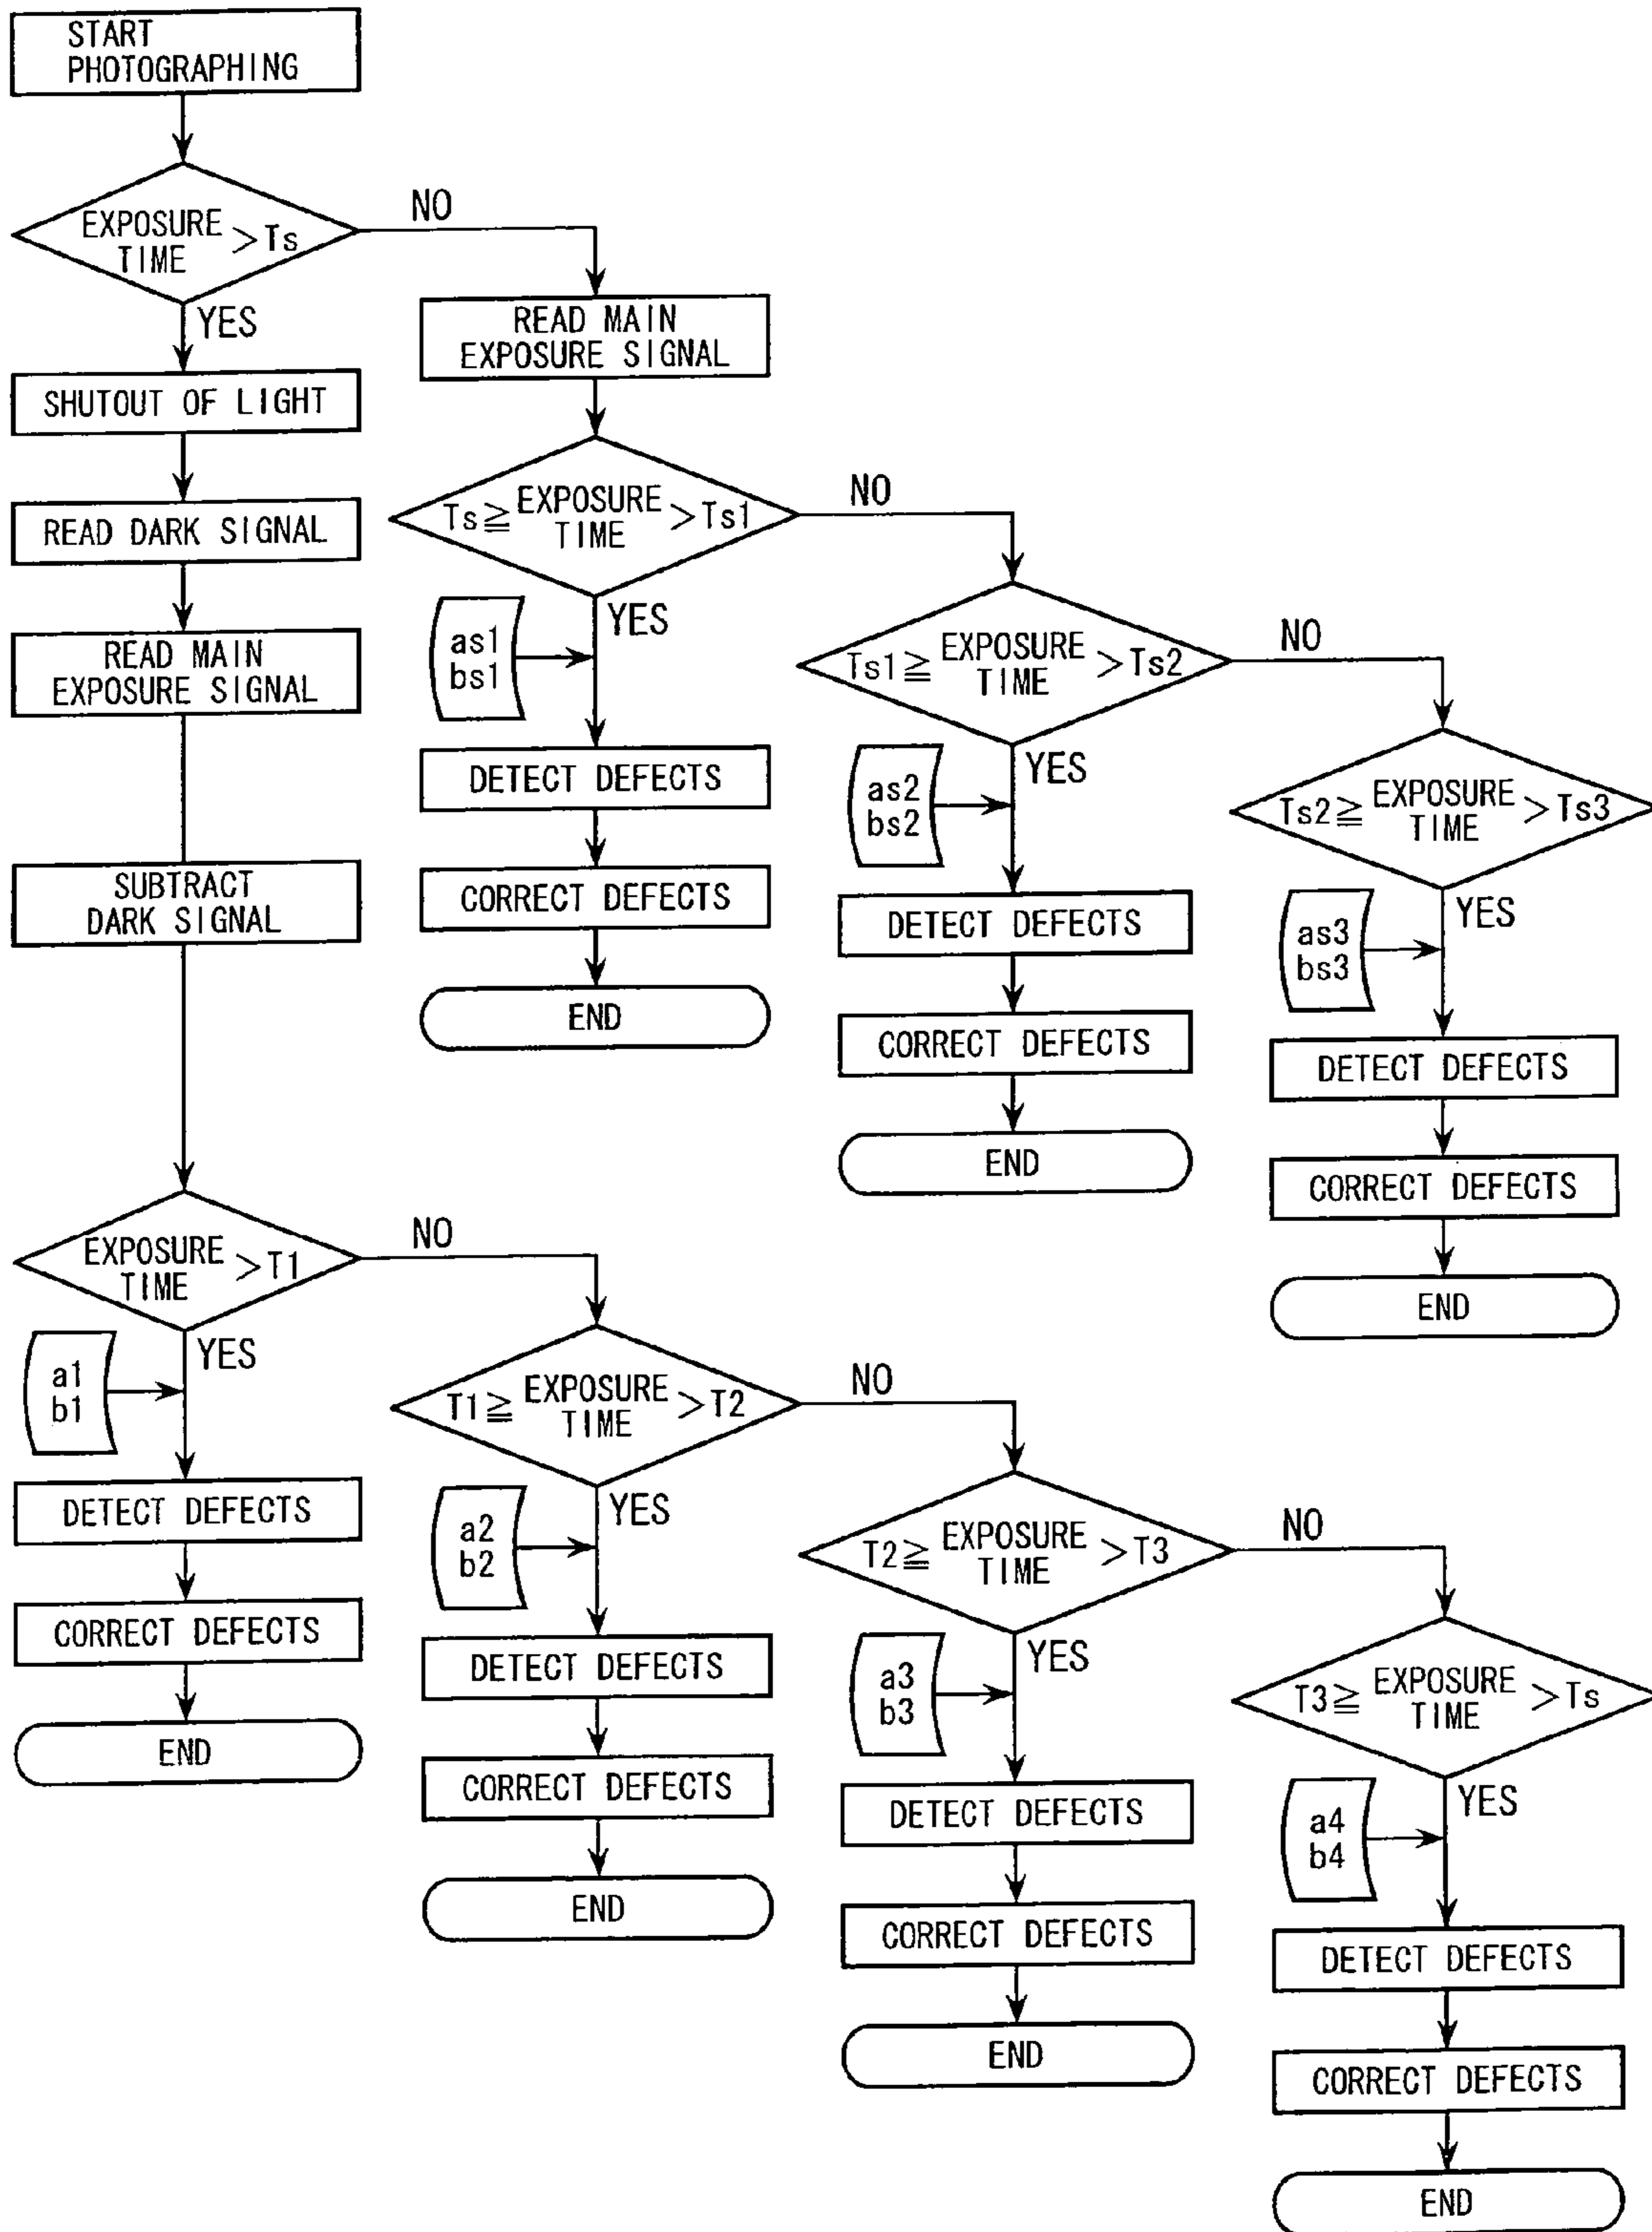 START
PHOTOGRAPHING
EXPOSURE
TIME
>Ts
NO
YES
SHUTOUT OF LIGHT
READ DARK SIGNAL
READ MAIN
EXPOSURE SIGNAL
SUBTRACT
DARK SIGNAL
READ MAIN
EXPOSURE SIGNAL
Ts≧ EXPOSURE
TIME >Ts1
NO
YES
as1
bs1
DETECT DEFECTS
CORRECT DEFECTS
END
Ts1≧ EXPOSURE
TIME >Ts2
NO
YES
as2
bs2
DETECT DEFECTS
CORRECT DEFECTS
END
Ts2≧ EXPOSURE
TIME >Ts3
YES
as3
bs3
DETECT DEFECTS
CORRECT DEFECTS
END
EXPOSURE
TIME >T1
NO
YES
a1
b1
DETECT DEFECTS
CORRECT DEFECTS
END
T1≧ EXPOSURE
TIME >T2
NO
YES
a2
b2
DETECT DEFECTS
CORRECT DEFECTS
END
T2≧ EXPOSURE
TIME >T3
NO
YES
a3
b3
DETECT DEFECTS
CORRECT DEFECTS
END
T3≧ EXPOSURE
TIME >Ts
YES
a4
b4
DETECT DEFECTS
CORRECT DEFECTS
END